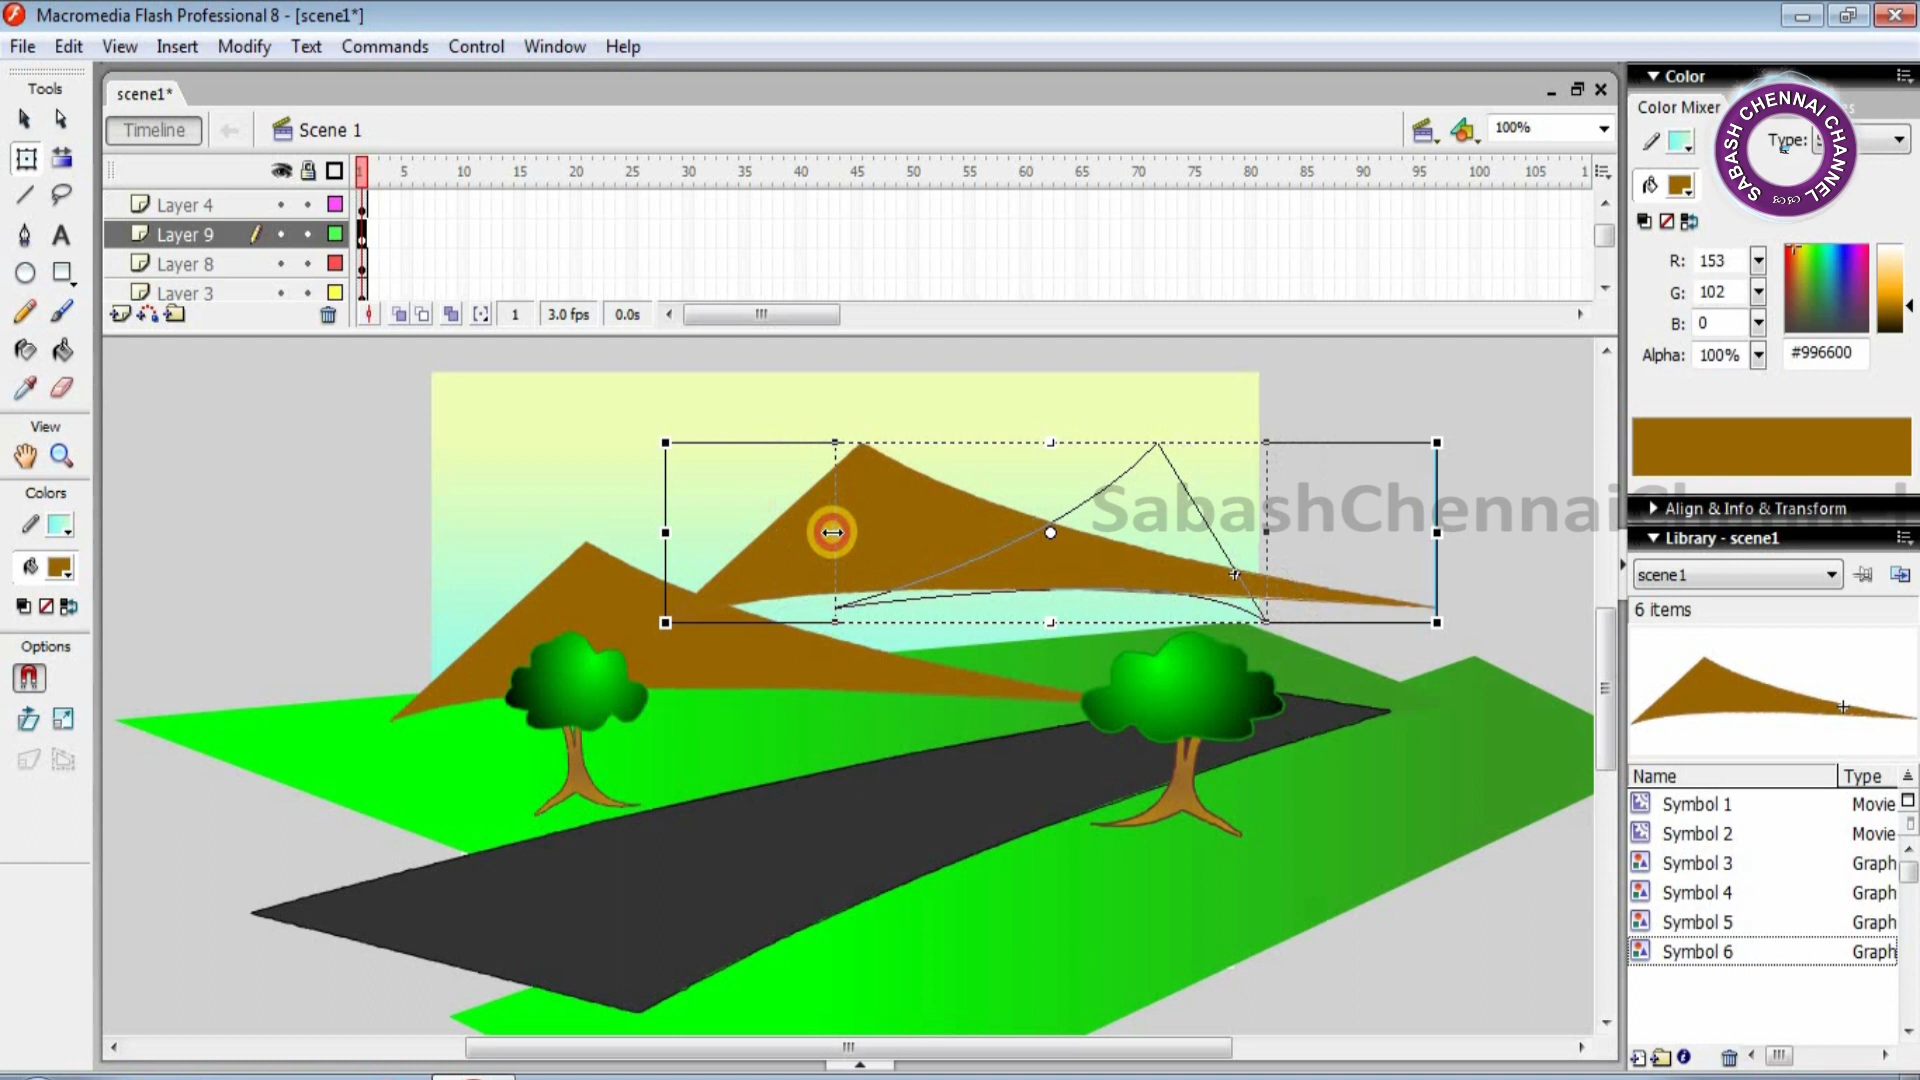 Macromedia Flash Professional 8 - [scene1*]
File Edit View Insert Modify Text Commands Control Window Help
Tools
scene1*
Timeline
Scene 1
100%
1 5 10 15 20 25 30 35 40 45 50 55 60 65 70 75 80 85 90 95 100 105 1
Layer 4
Layer 9
Layer 8
Layer 3
1 3.0 fps 0.0s
View
Colors
Options
Color
Color Mixer
Type:
R: 153
G: 102
B: 0
Alpha: 100% #996600
SABASH CHENNAI CHANNEL
SabashChennai
Align & Info & Transform
Library - scene1
scene1
6 items
Name Type
Symbol 1 Movie
Symbol 2 Movie
Symbol 3 Graph
Symbol 4 Graph
Symbol 5 Graph
Symbol 6 Graph